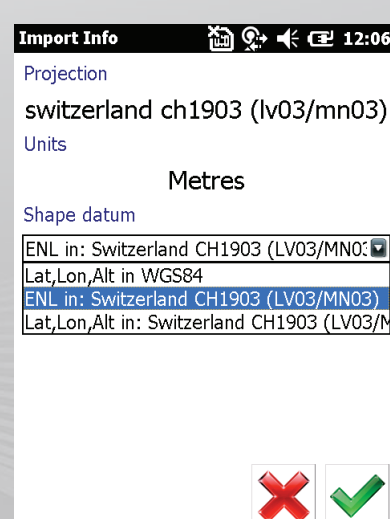 Import Info 12:06
Projection
switzerland ch1903 (lv03/mn03)
Units
Metres
Shape datum
ENL in: Switzerland CH1903 (LV03/MN03
Lat,Lon,Alt in WGS84
ENL in: Switzerland CH1903 (LV03/MN03)
Lat,Lon,Alt in: Switzerland CH1903 (LV03/M